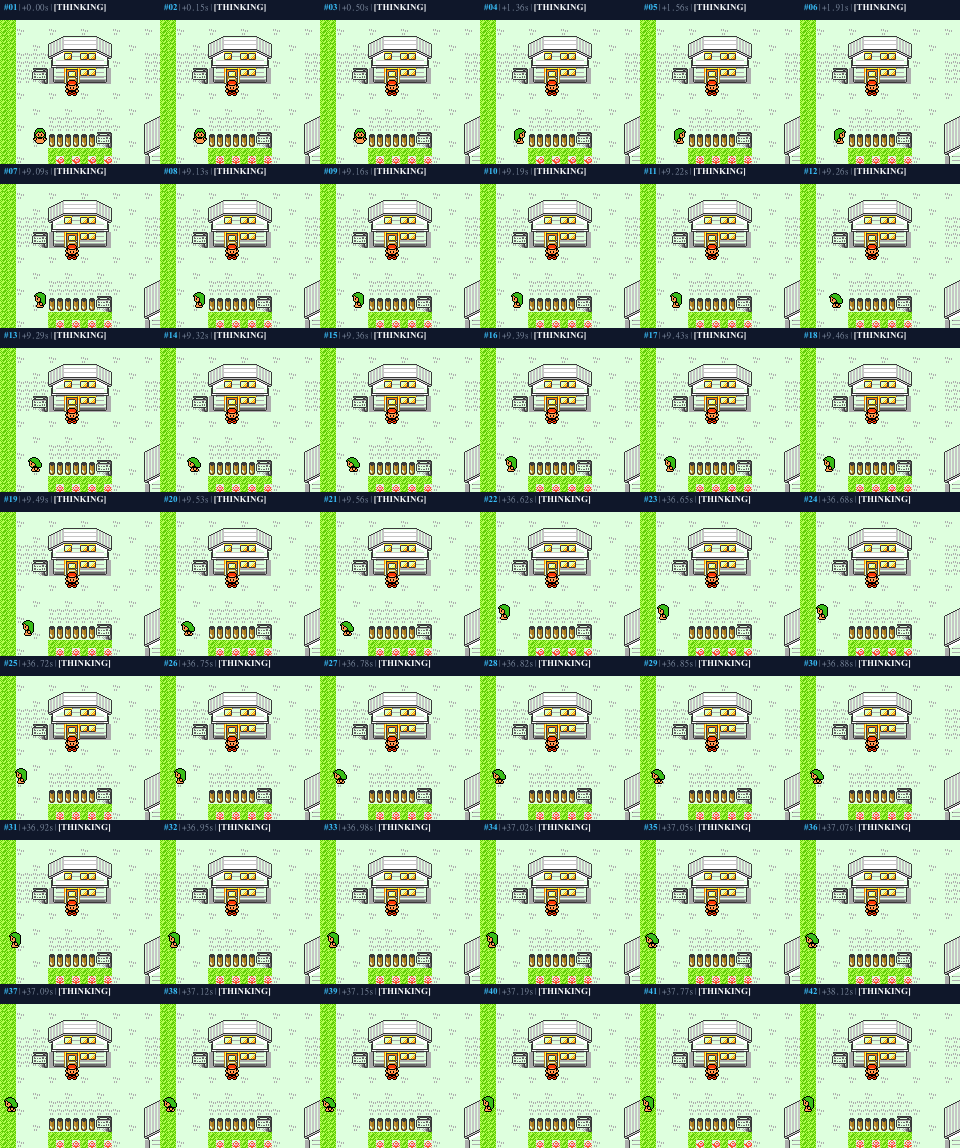 #01|+0.00s|[THINKING] #02|+0.15s|[THINKING] #03|+0.50s|[THINKING] #04|+1.36s|[THINKING] #05|+1.56s|[THINKING] #06|+1.91s|[THINKING]
#07|+9.09s|[THINKING] #08|+9.13s|[THINKING] #09|+9.16s|[THINKING] #10|+9.19s|[THINKING] #11|+9.22s|[THINKING] #12|+9.26s|[THINKING]
#13|+9.29s|[THINKING] #14|+9.32s|[THINKING] #15|+9.36s|[THINKING] #16|+9.39s|[THINKING] #17|+9.43s|[THINKING] #18|+9.46s|[THINKING]
#19|+9.49s|[THINKING] #20|+9.53s|[THINKING] #21|+9.56s|[THINKING] #22|+36.62s|[THINKING] #23|+36.65s|[THINKING] #24|+36.68s|[THINKING]
#25|+36.72s|[THINKING] #26|+36.75s|[THINKING] #27|+36.78s|[THINKING] #28|+36.82s|[THINKING] #29|+36.85s|[THINKING] #30|+36.88s|[THINKING]
#31|+36.92s|[THINKING] #32|+36.95s|[THINKING] #33|+36.98s|[THINKING] #34|+37.02s|[THINKING] #35|+37.05s|[THINKING] #36|+37.07s|[THINKING]
#37|+37.09s|[THINKING] #38|+37.12s|[THINKING] #39|+37.15s|[THINKING] #40|+37.19s|[THINKING] #41|+37.77s|[THINKING] #42|+38.12s|[THINKING]